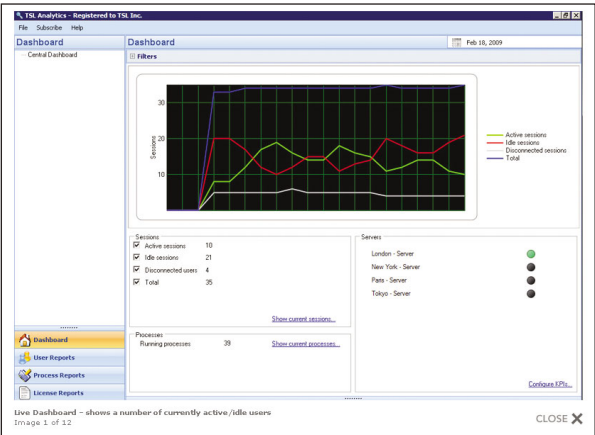 TSL Analytics - Registered to TSL Inc.
File Subscribe Help
Dashboard
Central Dashboard
Dashboard
Feb 18, 2009
Filters
30
20
10
Sessions
Active sessions
Idle sessions
Disconnected sessions
Total
Sessions
Active sessions 10
Idle sessions 21
Disconnected users 4
Total 35
Show current sessions...
Servers
London - Server
New York - Server
Paris - Server
Tokyo - Server
Processes
Running processes 39 Show current processes...
Configure KPIs...
Dashboard
User Reports
Process Reports
License Reports
Live Dashboard – shows a number of currently active/idle users
Image 1 of 12
CLOSE X